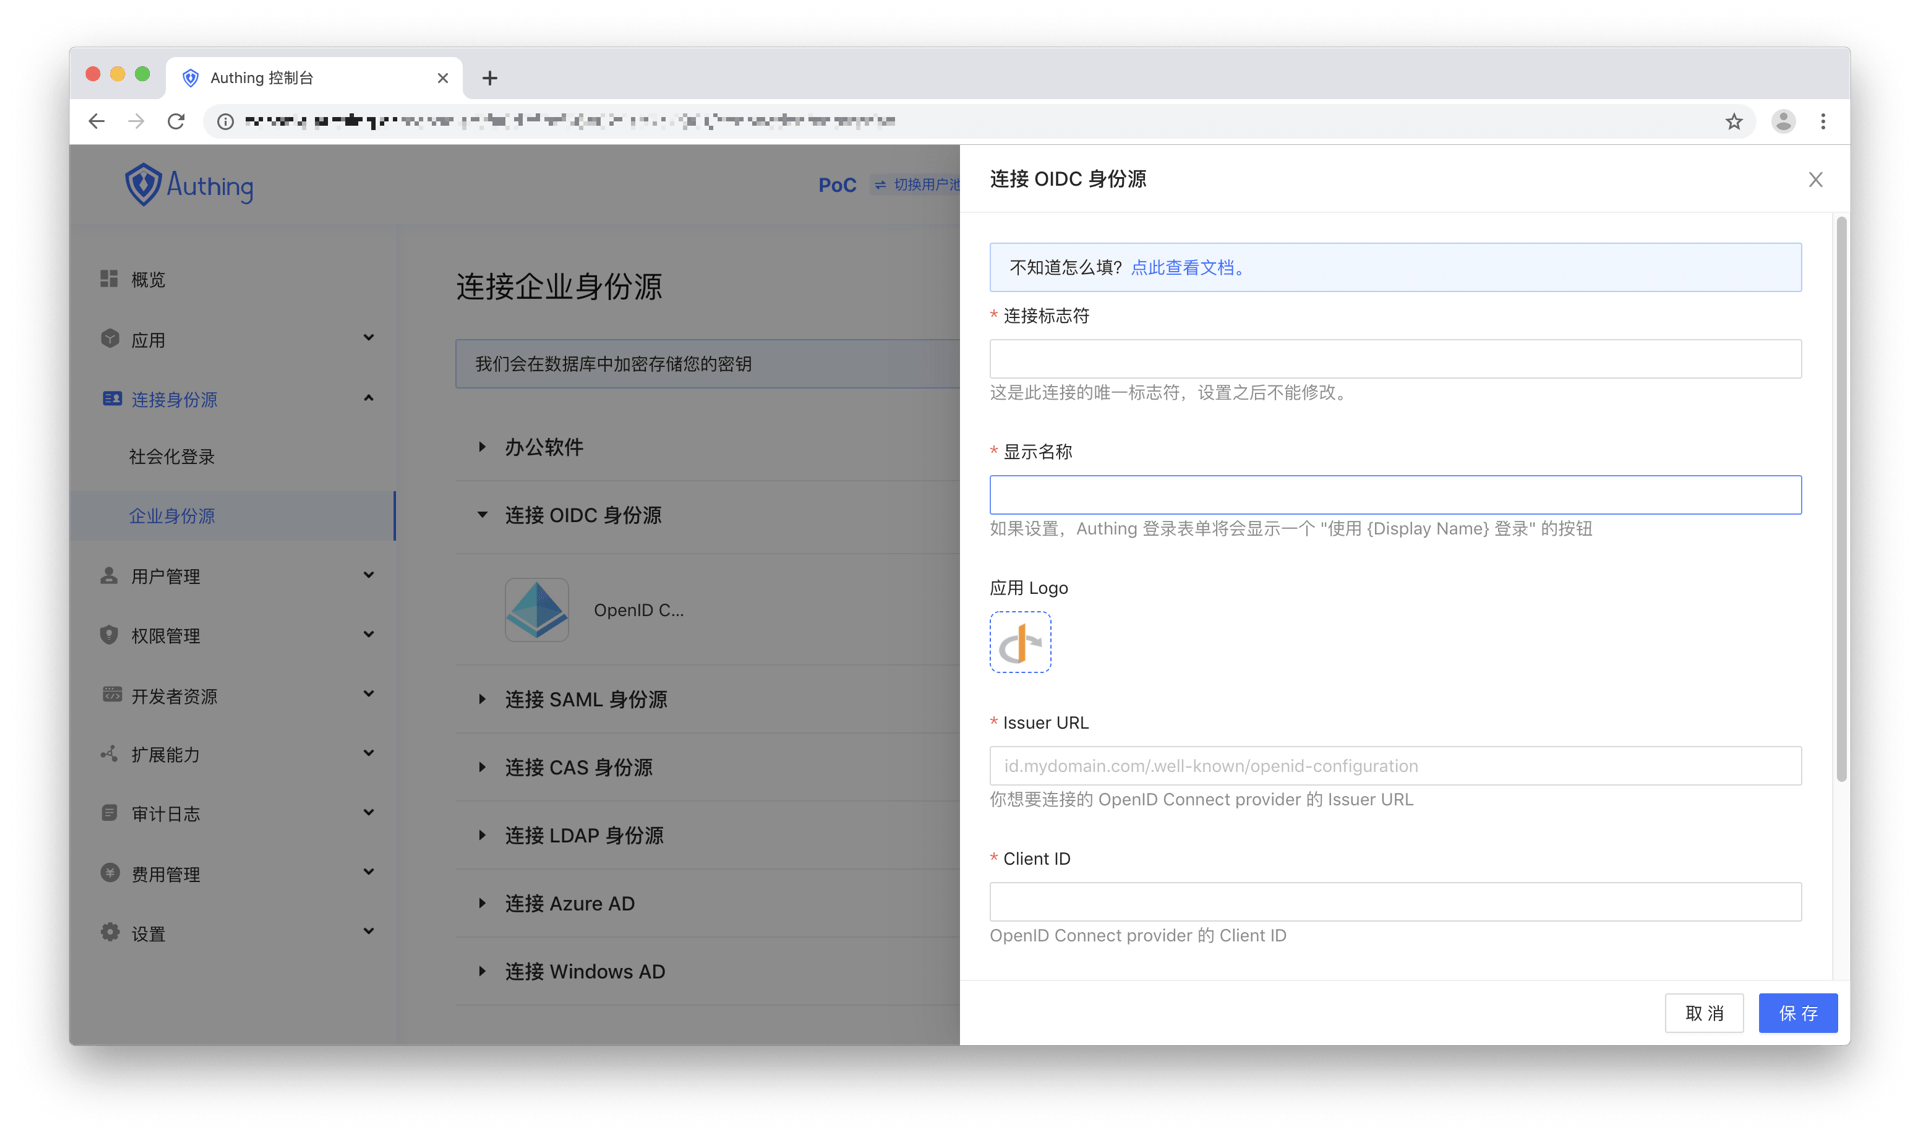 Authing 控制台
Authing
PoC
切换用户池
概览
应用
连接身份源
社会化登录
企业身份源
用户管理
权限管理
开发者资源
扩展能力
审计日志
费用管理
设置
连接企业身份源
我们会在数据库中加密存储您的密钥
办公软件
连接 OIDC 身份源
OpenID C...
连接 SAML 身份源
连接 CAS 身份源
连接 LDAP 身份源
连接 Azure AD
连接 Windows AD
连接 OIDC 身份源
不知道怎么填? 点此查看文档。
* 连接标志符
这是此连接的唯一标志符，设置之后不能修改。
* 显示名称
如果设置，Authing 登录表单将会显示一个 "使用 {Display Name} 登录" 的按钮
应用 Logo
* Issuer URL
id.mydomain.com/.well-known/openid-configuration
你想要连接的 OpenID Connect provider 的 Issuer URL
* Client ID
OpenID Connect provider 的 Client ID
取 消
保 存